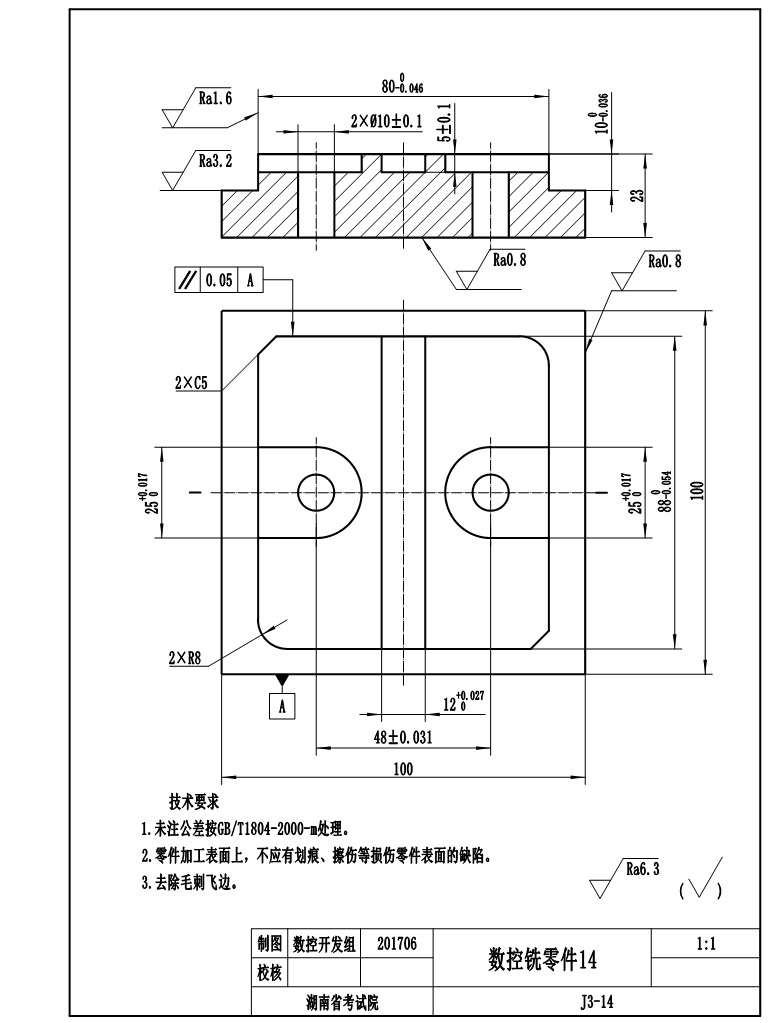 80 0 -0.046
Ra1.6
2×Ø10±0.1
5±0.1
10 0 -0.036
Ra3.2
23
Ra0.8
Ra0.8
// 0.05 A
2×C5
25 +0.017 0
25 +0.017 0
88 0 -0.054
100
2×R8
A
12 +0.027 0
48±0.031
100
技术要求
1.未注公差按GB/T1804-2000-m处理。
2.零件加工表面上，不应有划痕、擦伤等损伤零件表面的缺陷。
3.去除毛刺飞边。
Ra6.3 (√)
制图 数控开发组 201706 数控铣零件14 1:1
校核
湖南省考试院 J3-14